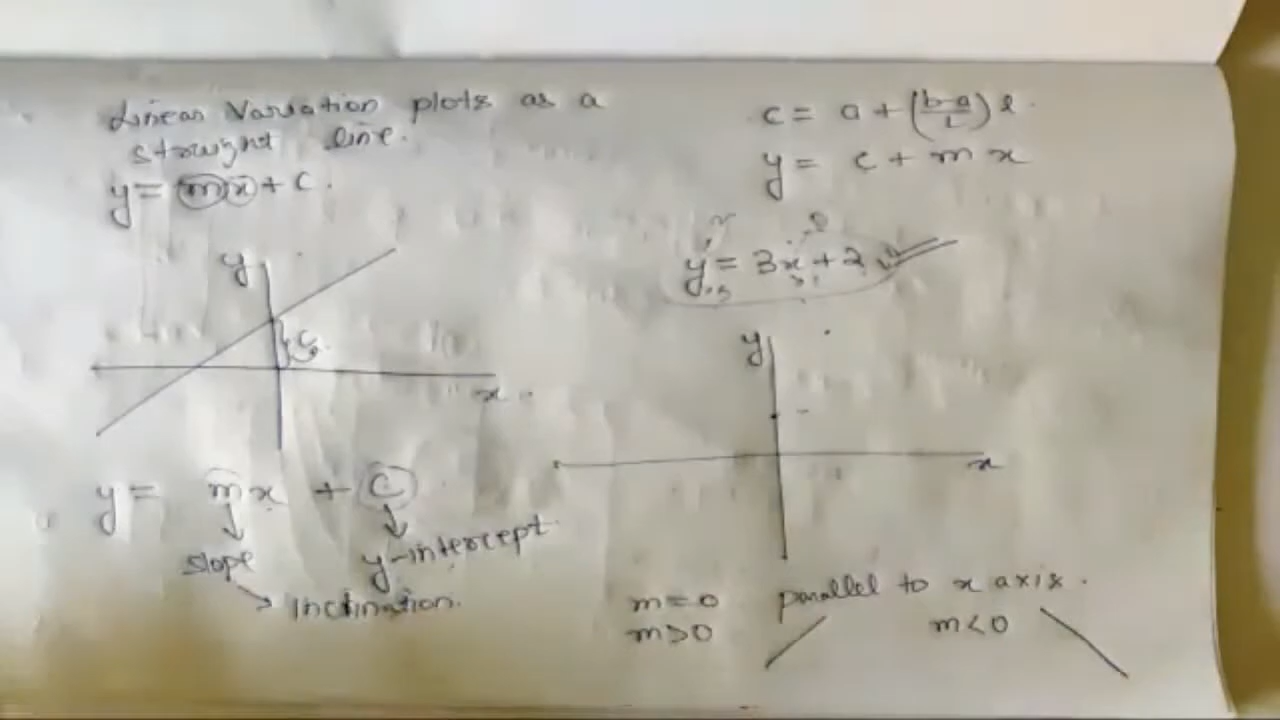 Linear Variation plots as a
straight line.
y = mx + c.
y
c
x
y = mx + c
slope
y-intercept
Inclination.
c = a + (b-a/L) l
y = c + m x
y = 3x + 2
y
x
m = 0 parallel to x axis.
m > 0 m < 0